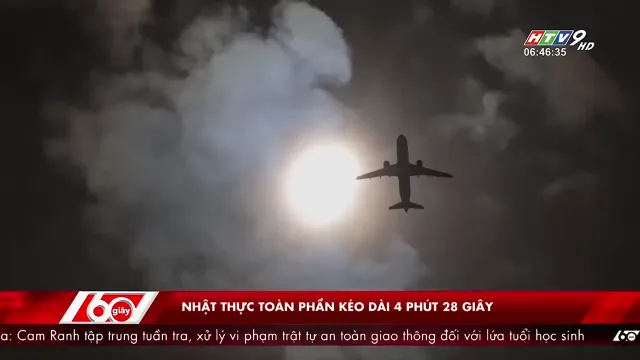 HTV9 HD
06:46:35
60 giây
NHẬT THỰC TOÀN PHẦN KÉO DÀI 4 PHÚT 28 GIÂY
a: Cam Ranh tập trung tuần tra, xử lý vi phạm trật tự an toàn giao thông đối với lứa tuổi học sinh
60